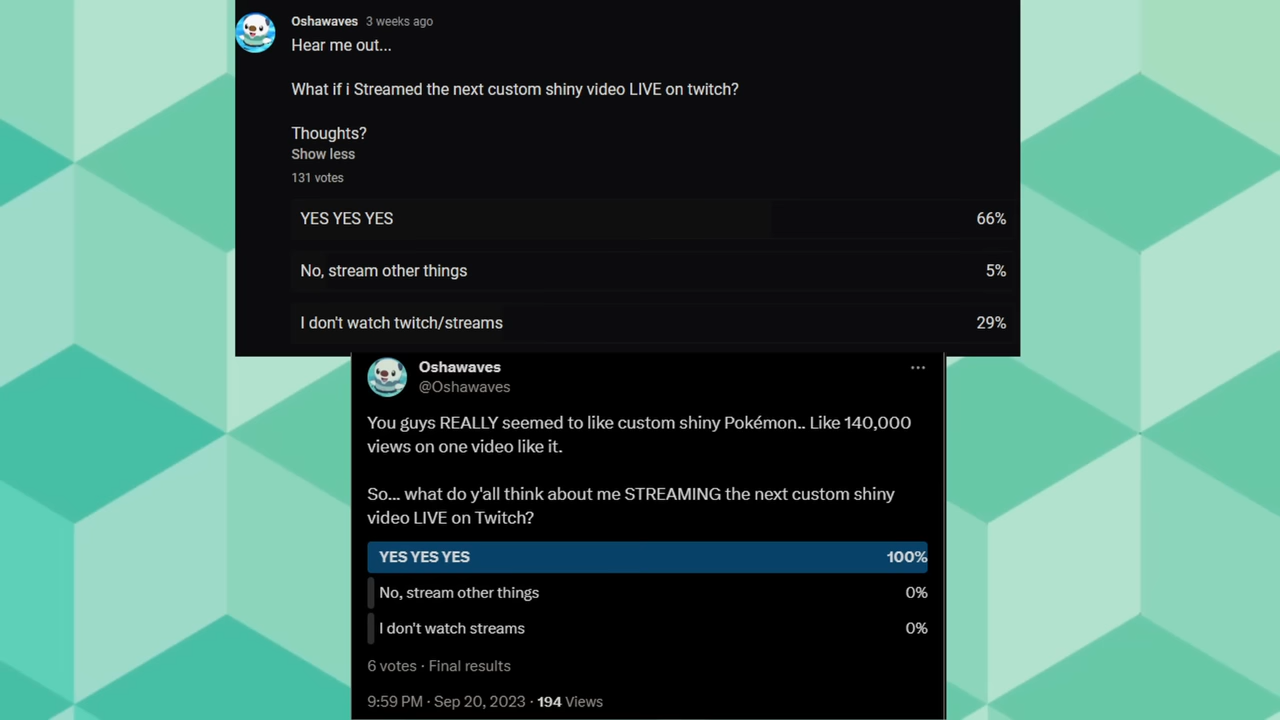 Oshawaves 3 weeks ago
Hear me out...
What if i Streamed the next custom shiny video LIVE on twitch?
Thoughts?
Show less
131 votes
YES YES YES 66%
No, stream other things 5%
I don't watch twitch/streams 29%
Oshawaves
@Oshawaves
You guys REALLY seemed to like custom shiny Pokémon.. Like 140,000
views on one video like it.
So... what do y'all think about me STREAMING the next custom shiny
video LIVE on Twitch?
YES YES YES 100%
No, stream other things 0%
I don't watch streams 0%
6 votes · Final results
9:59 PM · Sep 20, 2023 · 194 Views